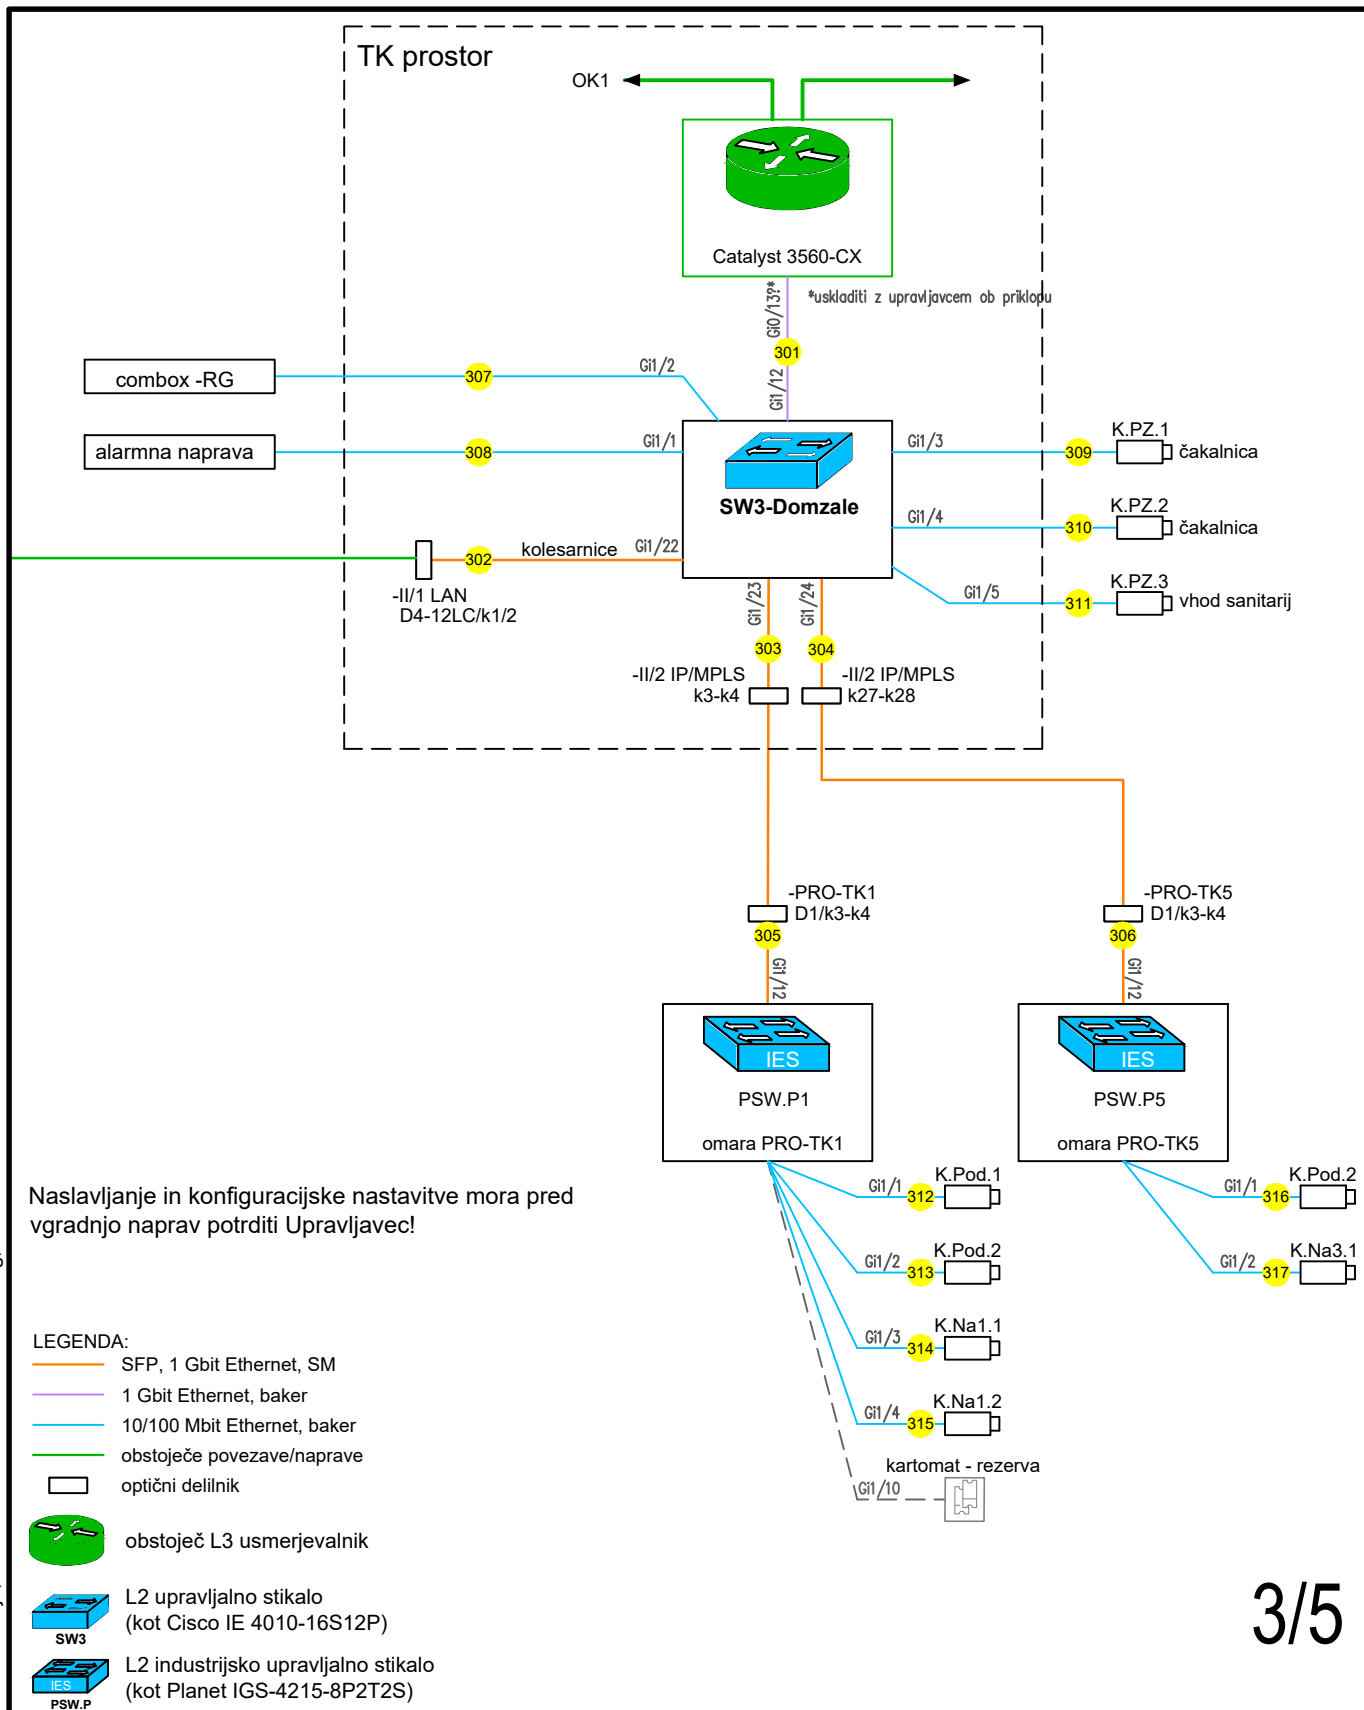 TK prostor
OK1
Catalyst 3560-CX
Gi0/13?*
*uskladiti z upravljavcem ob priklopu
301
Gi1/12
combox -RG
307
Gi1/2
alarmna naprava
308
Gi1/1
SW3-Domzale
Gi1/3
309
K.PZ.1
čakalnica
Gi1/4
310
K.PZ.2
čakalnica
Gi1/5
311
K.PZ.3
vhod sanitarij
302
kolesarnice
Gi1/22
-II/1 LAN
D4-12LC/k1/2
Gi1/23
Gi1/24
303
304
-II/2 IP/MPLS
k3-k4
-II/2 IP/MPLS
k27-k28
-PRO-TK1
D1/k3-k4
305
Gi1/12
-PRO-TK5
D1/k3-k4
306
Gi1/12
IES
PSW.P1
omara PRO-TK1
IES
PSW.P5
omara PRO-TK5
Gi1/1
312
K.Pod.1
Gi1/2
313
K.Pod.2
Gi1/3
314
K.Na1.1
Gi1/4
315
K.Na1.2
kartomat - rezerva
Gi1/10
Gi1/1
316
K.Pod.2
Gi1/2
317
K.Na3.1
Naslavljanje in konfiguracijske nastavitve mora pred
vgradnjo naprav potrditi Upravljavec!
LEGENDA:
SFP, 1 Gbit Ethernet, SM
1 Gbit Ethernet, baker
10/100 Mbit Ethernet, baker
obstoječe povezave/naprave
optični delilnik
obstoječ L3 usmerjevalnik
L2 upravljalno stikalo
(kot Cisco IE 4010-16S12P)
SW3
L2 industrijsko upravljalno stikalo
(kot Planet IGS-4215-8P2T2S)
IES
PSW.P
3/5